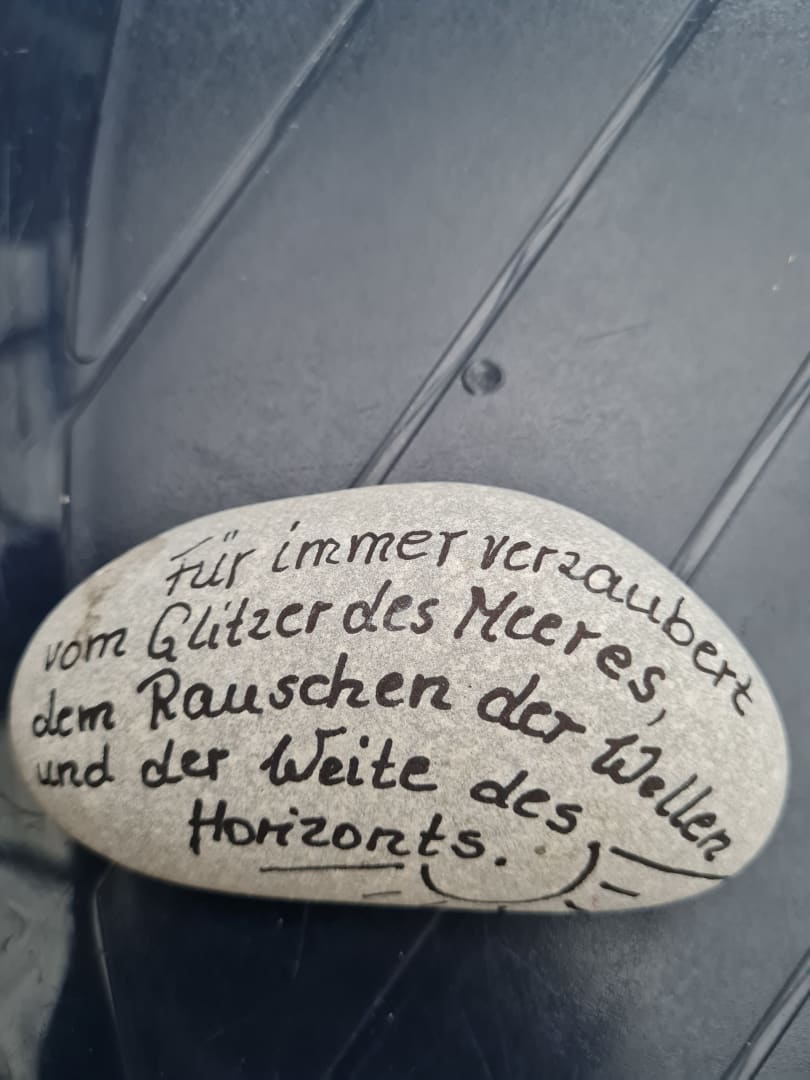 Für immer verzaubert
vom Glitzer des Meeres,
dem Rauschen der Wellen
und der Weite des
Horizonts.